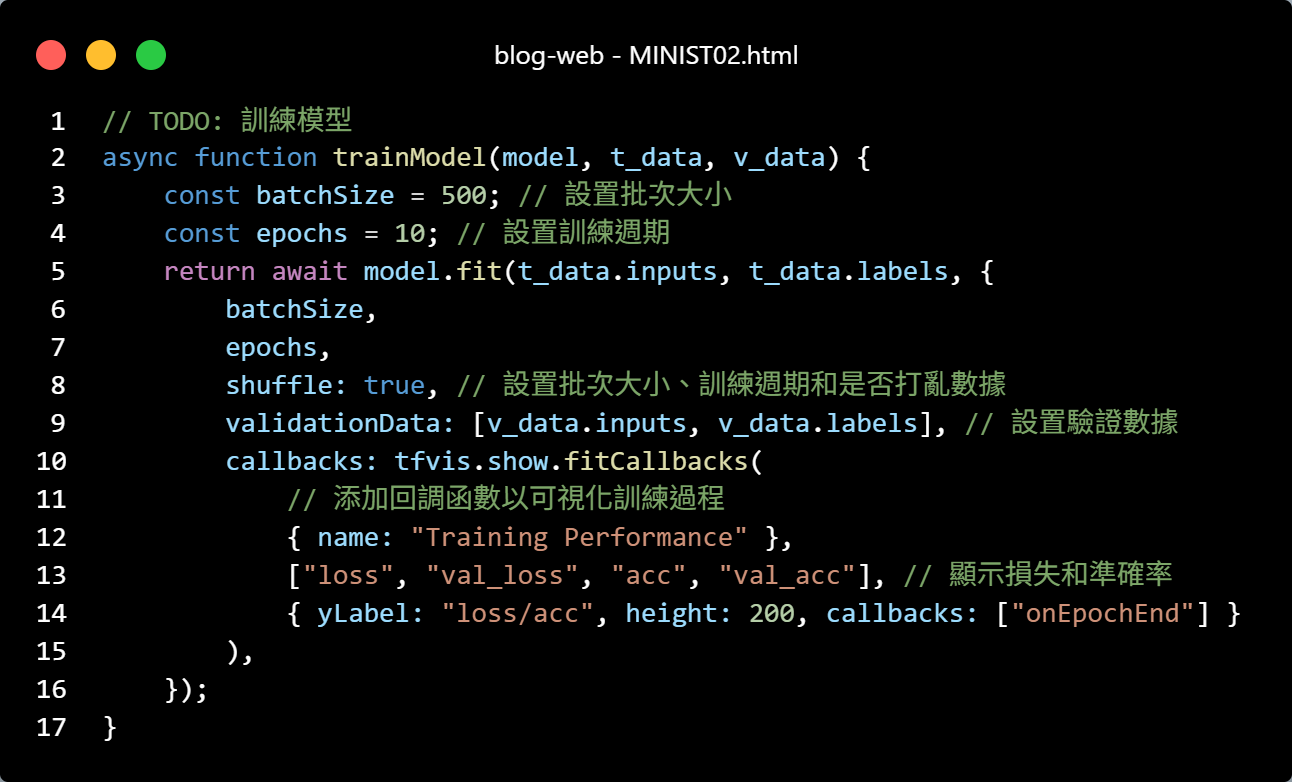 blog-web - MINIST02.html
1 // TODO: 訓練模型
2 async function trainModel(model, t_data, v_data) {
3     const batchSize = 500; // 設置批次大小
4     const epochs = 10; // 設置訓練週期
5     return await model.fit(t_data.inputs, t_data.labels, {
6         batchSize,
7         epochs,
8         shuffle: true, // 設置批次大小、訓練週期和是否打亂數據
9         validationData: [v_data.inputs, v_data.labels], // 設置驗證數據
10         callbacks: tfvis.show.fitCallbacks(
11             // 添加回調函數以可視化訓練過程
12             { name: "Training Performance" },
13             ["loss", "val_loss", "acc", "val_acc"], // 顯示損失和準確率
14             { yLabel: "loss/acc", height: 200, callbacks: ["onEpochEnd"] }
15         ),
16     });
17 }